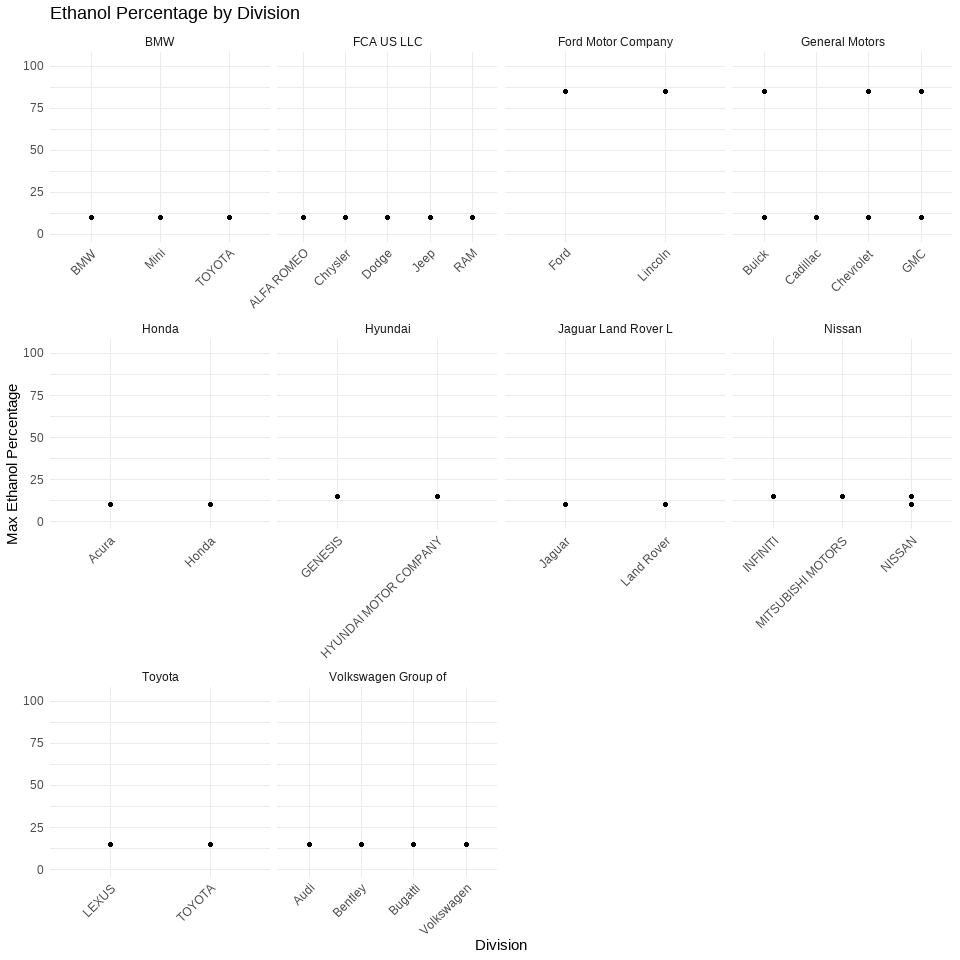 Ethanol Percentage by Division
BMW
FCA US LLC
Ford Motor Company
General Motors
100
75
50
25
0
BMW
Mini
TOYOTA
ALFA ROMEO
Chrysler
Dodge
Jeep
RAM
Ford
Lincoln
Buick
Cadillac
Chevrolet
GMC
Honda
Hyundai
Jaguar Land Rover L
Nissan
Max Ethanol Percentage
100
75
50
25
0
Acura
Honda
GENESIS
HYUNDAI MOTOR COMPANY
Jaguar
Land Rover
INFINITI
MITSUBISHI MOTORS
NISSAN
Toyota
Volkswagen Group of
100
75
50
25
0
LEXUS
TOYOTA
Audi
Bentley
Bugatti
Volkswagen
Division